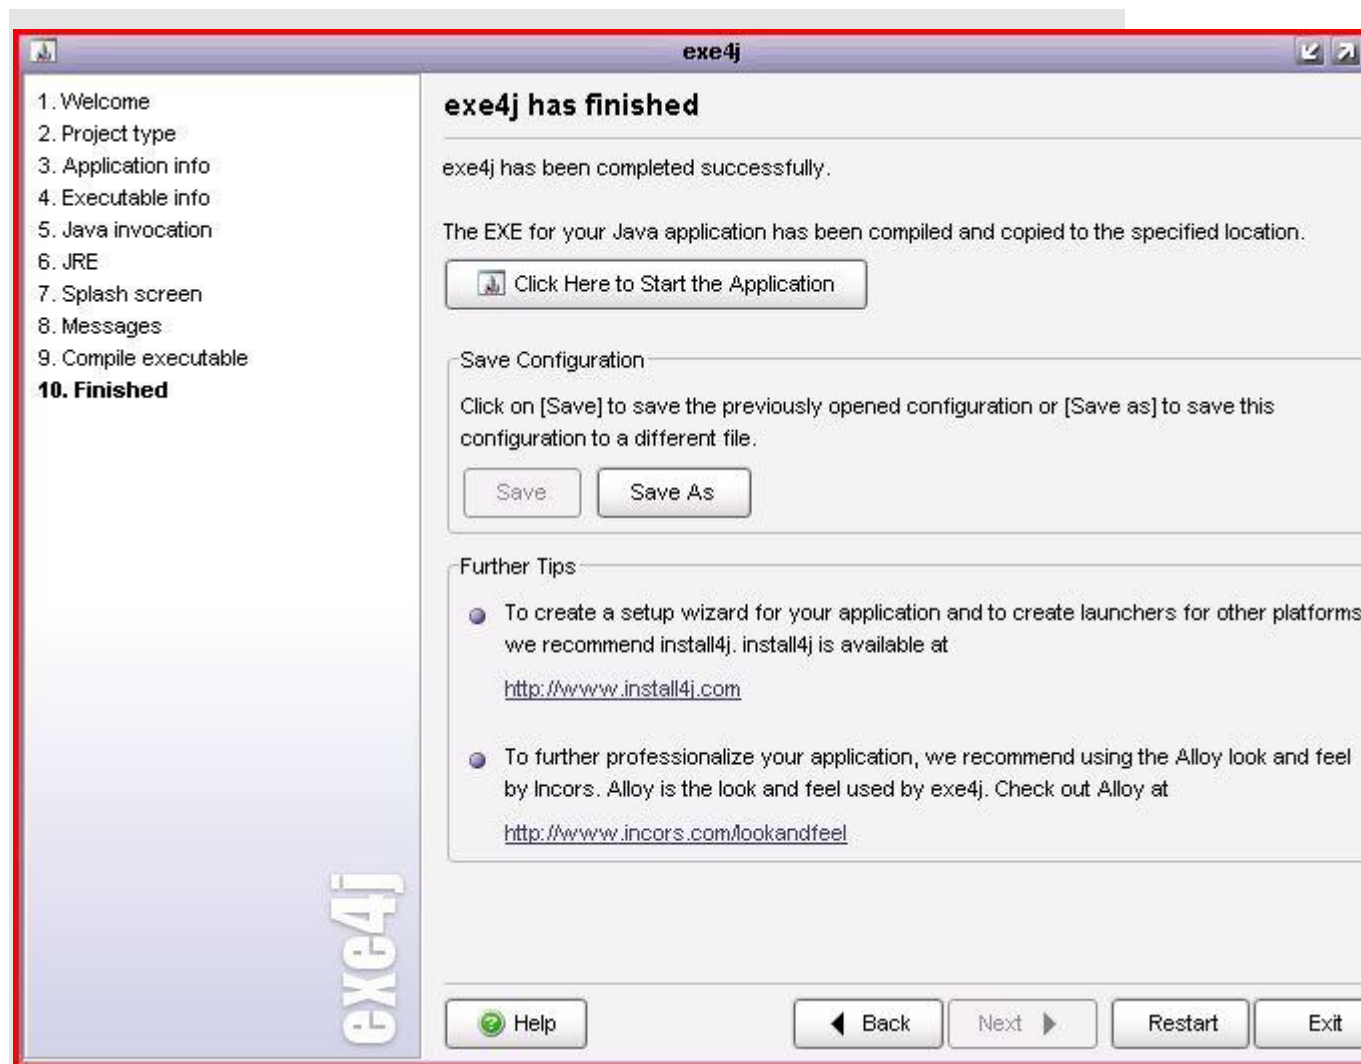 exe4j
1. Welcome
2. Project type
3. Application info
4. Executable info
5. Java invocation
6. JRE
7. Splash screen
8. Messages
9. Compile executable
10. Finished
exe4j
exe4j has finished
exe4j has been completed successfully.
The EXE for your Java application has been compiled and copied to the specified location.
Click Here to Start the Application
Save Configuration
Click on [Save] to save the previously opened configuration or [Save as] to save this
configuration to a different file.
Save
Save As
Further Tips
To create a setup wizard for your application and to create launchers for other platforms
we recommend install4j. install4j is available at
http://www.install4j.com
To further professionalize your application, we recommend using the Alloy look and feel
by Incors. Alloy is the look and feel used by exe4j. Check out Alloy at
http://www.incors.com/lookandfeel
Help
Back
Next
Restart
Exit